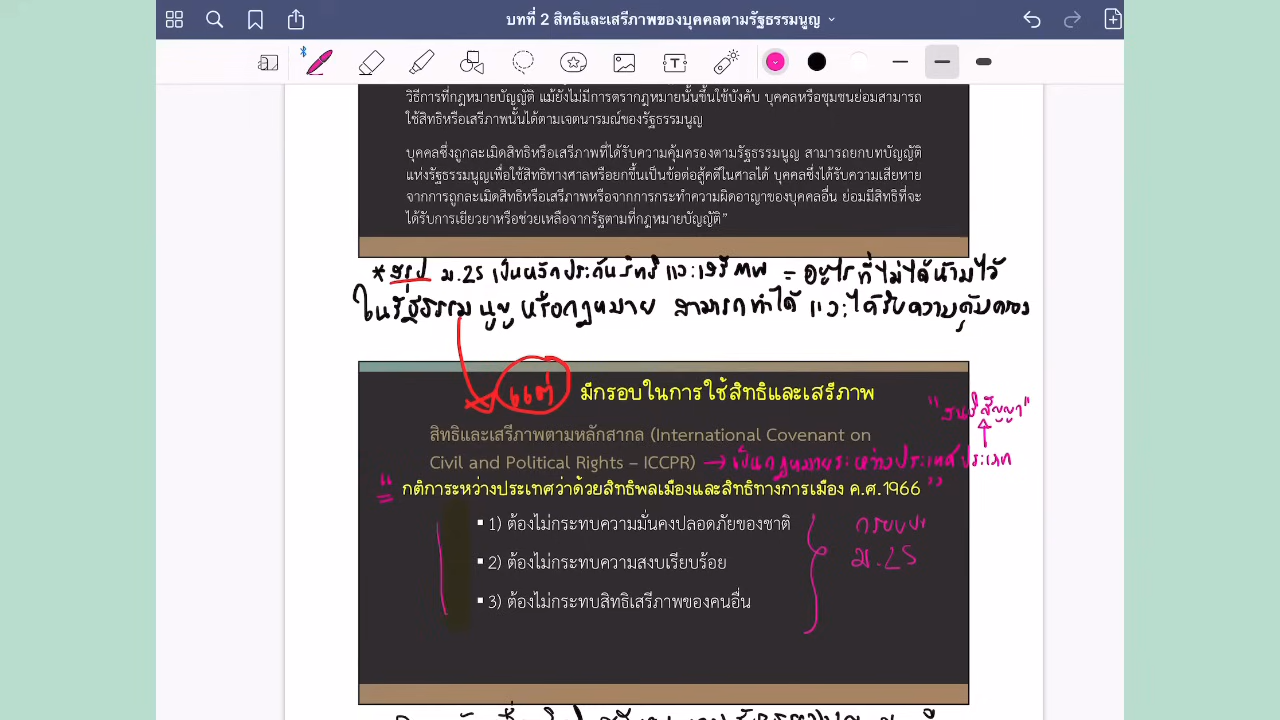 บทที่ 2 สิทธิและเสรีภาพของบุคคลตามรัฐธรรมนูญ
วิธีการที่กฎหมายบัญญัติ แม้ยังไม่มีการตรากฎหมายนั้นขึ้นใช้บังคับ บุคคลหรือชุมชนย่อมสามารถ
ใช้สิทธิหรือเสรีภาพนั้นได้ตามเจตนารมณ์ของรัฐธรรมนูญ
บุคคลซึ่งถูกละเมิดสิทธิหรือเสรีภาพที่ได้รับความคุ้มครองตามรัฐธรรมนูญ สามารถยกบทบัญญัติ
แห่งรัฐธรรมนูญเพื่อใช้สิทธิทางศาลหรือยกขึ้นเป็นข้อต่อสู้คดีในศาลได้ บุคคลซึ่งได้รับความเสียหาย
จากการถูกละเมิดสิทธิหรือเสรีภาพหรือจากการกระทำความผิดอาญาของบุคคลอื่น ย่อมมีสิทธิที่จะ
ได้รับการเยียวยาหรือช่วยเหลือจากรัฐตามที่กฎหมายบัญญัติ”
*สรุป ม.25 เป็นหลักประกันสิทธิและเสรีภาพ = อะไรที่ไม่ได้ห้ามไว้
ในรัฐธรรมนูญหรือกฎหมาย สามารถทำได้ และได้รับความคุ้มครอง
แต่ มีกรอบในการใช้สิทธิและเสรีภาพ
"สนธิสัญญา"
สิทธิและเสรีภาพตามหลักสากล (International Covenant on
Civil and Political Rights – ICCPR) → เป็นกฎหมายระหว่างประเทศประเภท
"กติการะหว่างประเทศว่าด้วยสิทธิพลเมืองและสิทธิทางการเมือง ค.ศ.1966"
▪ 1) ต้องไม่กระทบความมั่นคงปลอดภัยของชาติ
▪ 2) ต้องไม่กระทบความสงบเรียบร้อย
ม.25
▪ 3) ต้องไม่กระทบสิทธิเสรีภาพของคนอื่น